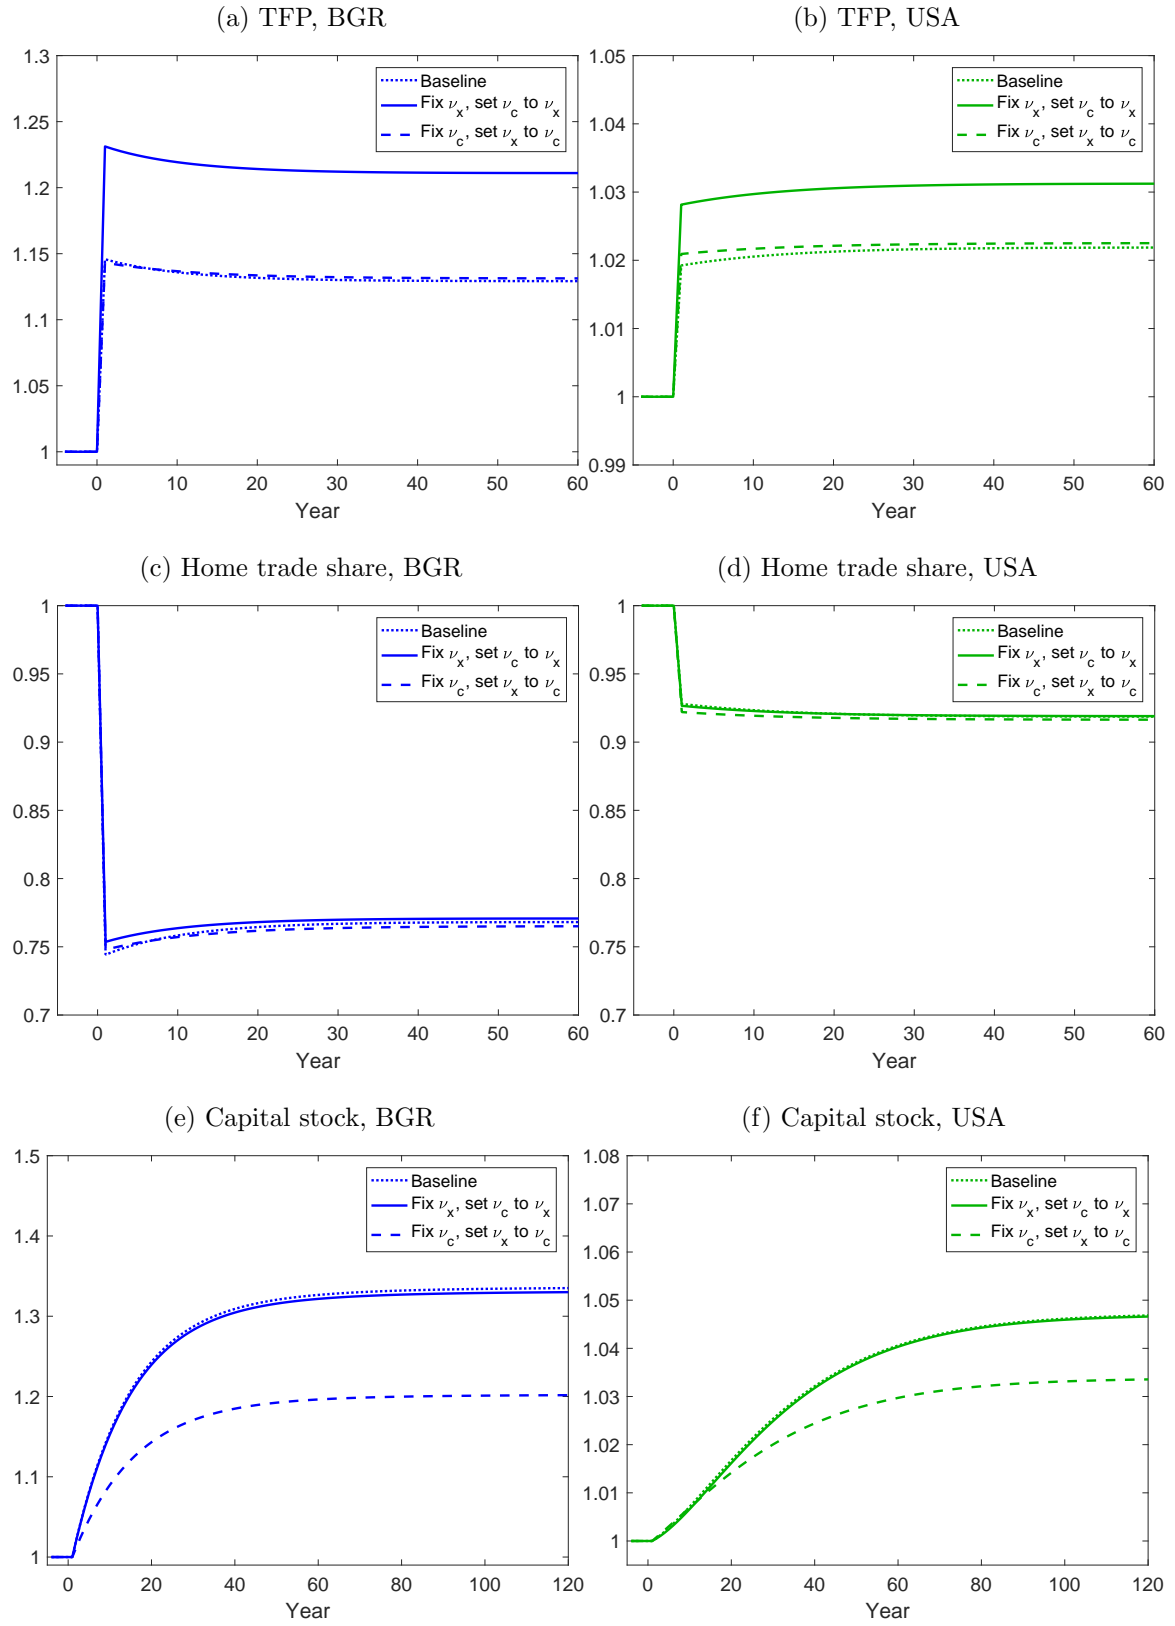 (a) TFP, BGR
1.3
1.25
1.2
1.15
1.1
1.05
1
Baseline
Fix ν_x, set ν_c to ν_x
Fix ν_c, set ν_x to ν_c
0 10 20 30 40 50 60
Year
(b) TFP, USA
1.05
1.04
1.03
1.02
1.01
1
0.99
Baseline
Fix ν_x, set ν_c to ν_x
Fix ν_c, set ν_x to ν_c
0 10 20 30 40 50 60
Year
(c) Home trade share, BGR
1
0.95
0.9
0.85
0.8
0.75
0.7
Baseline
Fix ν_x, set ν_c to ν_x
Fix ν_c, set ν_x to ν_c
0 10 20 30 40 50 60
Year
(d) Home trade share, USA
1
0.95
0.9
0.85
0.8
0.75
0.7
Baseline
Fix ν_x, set ν_c to ν_x
Fix ν_c, set ν_x to ν_c
0 10 20 30 40 50 60
Year
(e) Capital stock, BGR
1.5
1.4
1.3
1.2
1.1
1
Baseline
Fix ν_x, set ν_c to ν_x
Fix ν_c, set ν_x to ν_c
0 20 40 60 80 100 120
Year
(f) Capital stock, USA
1.08
1.07
1.06
1.05
1.04
1.03
1.02
1.01
1
Baseline
Fix ν_x, set ν_c to ν_x
Fix ν_c, set ν_x to ν_c
0 20 40 60 80 100 120
Year